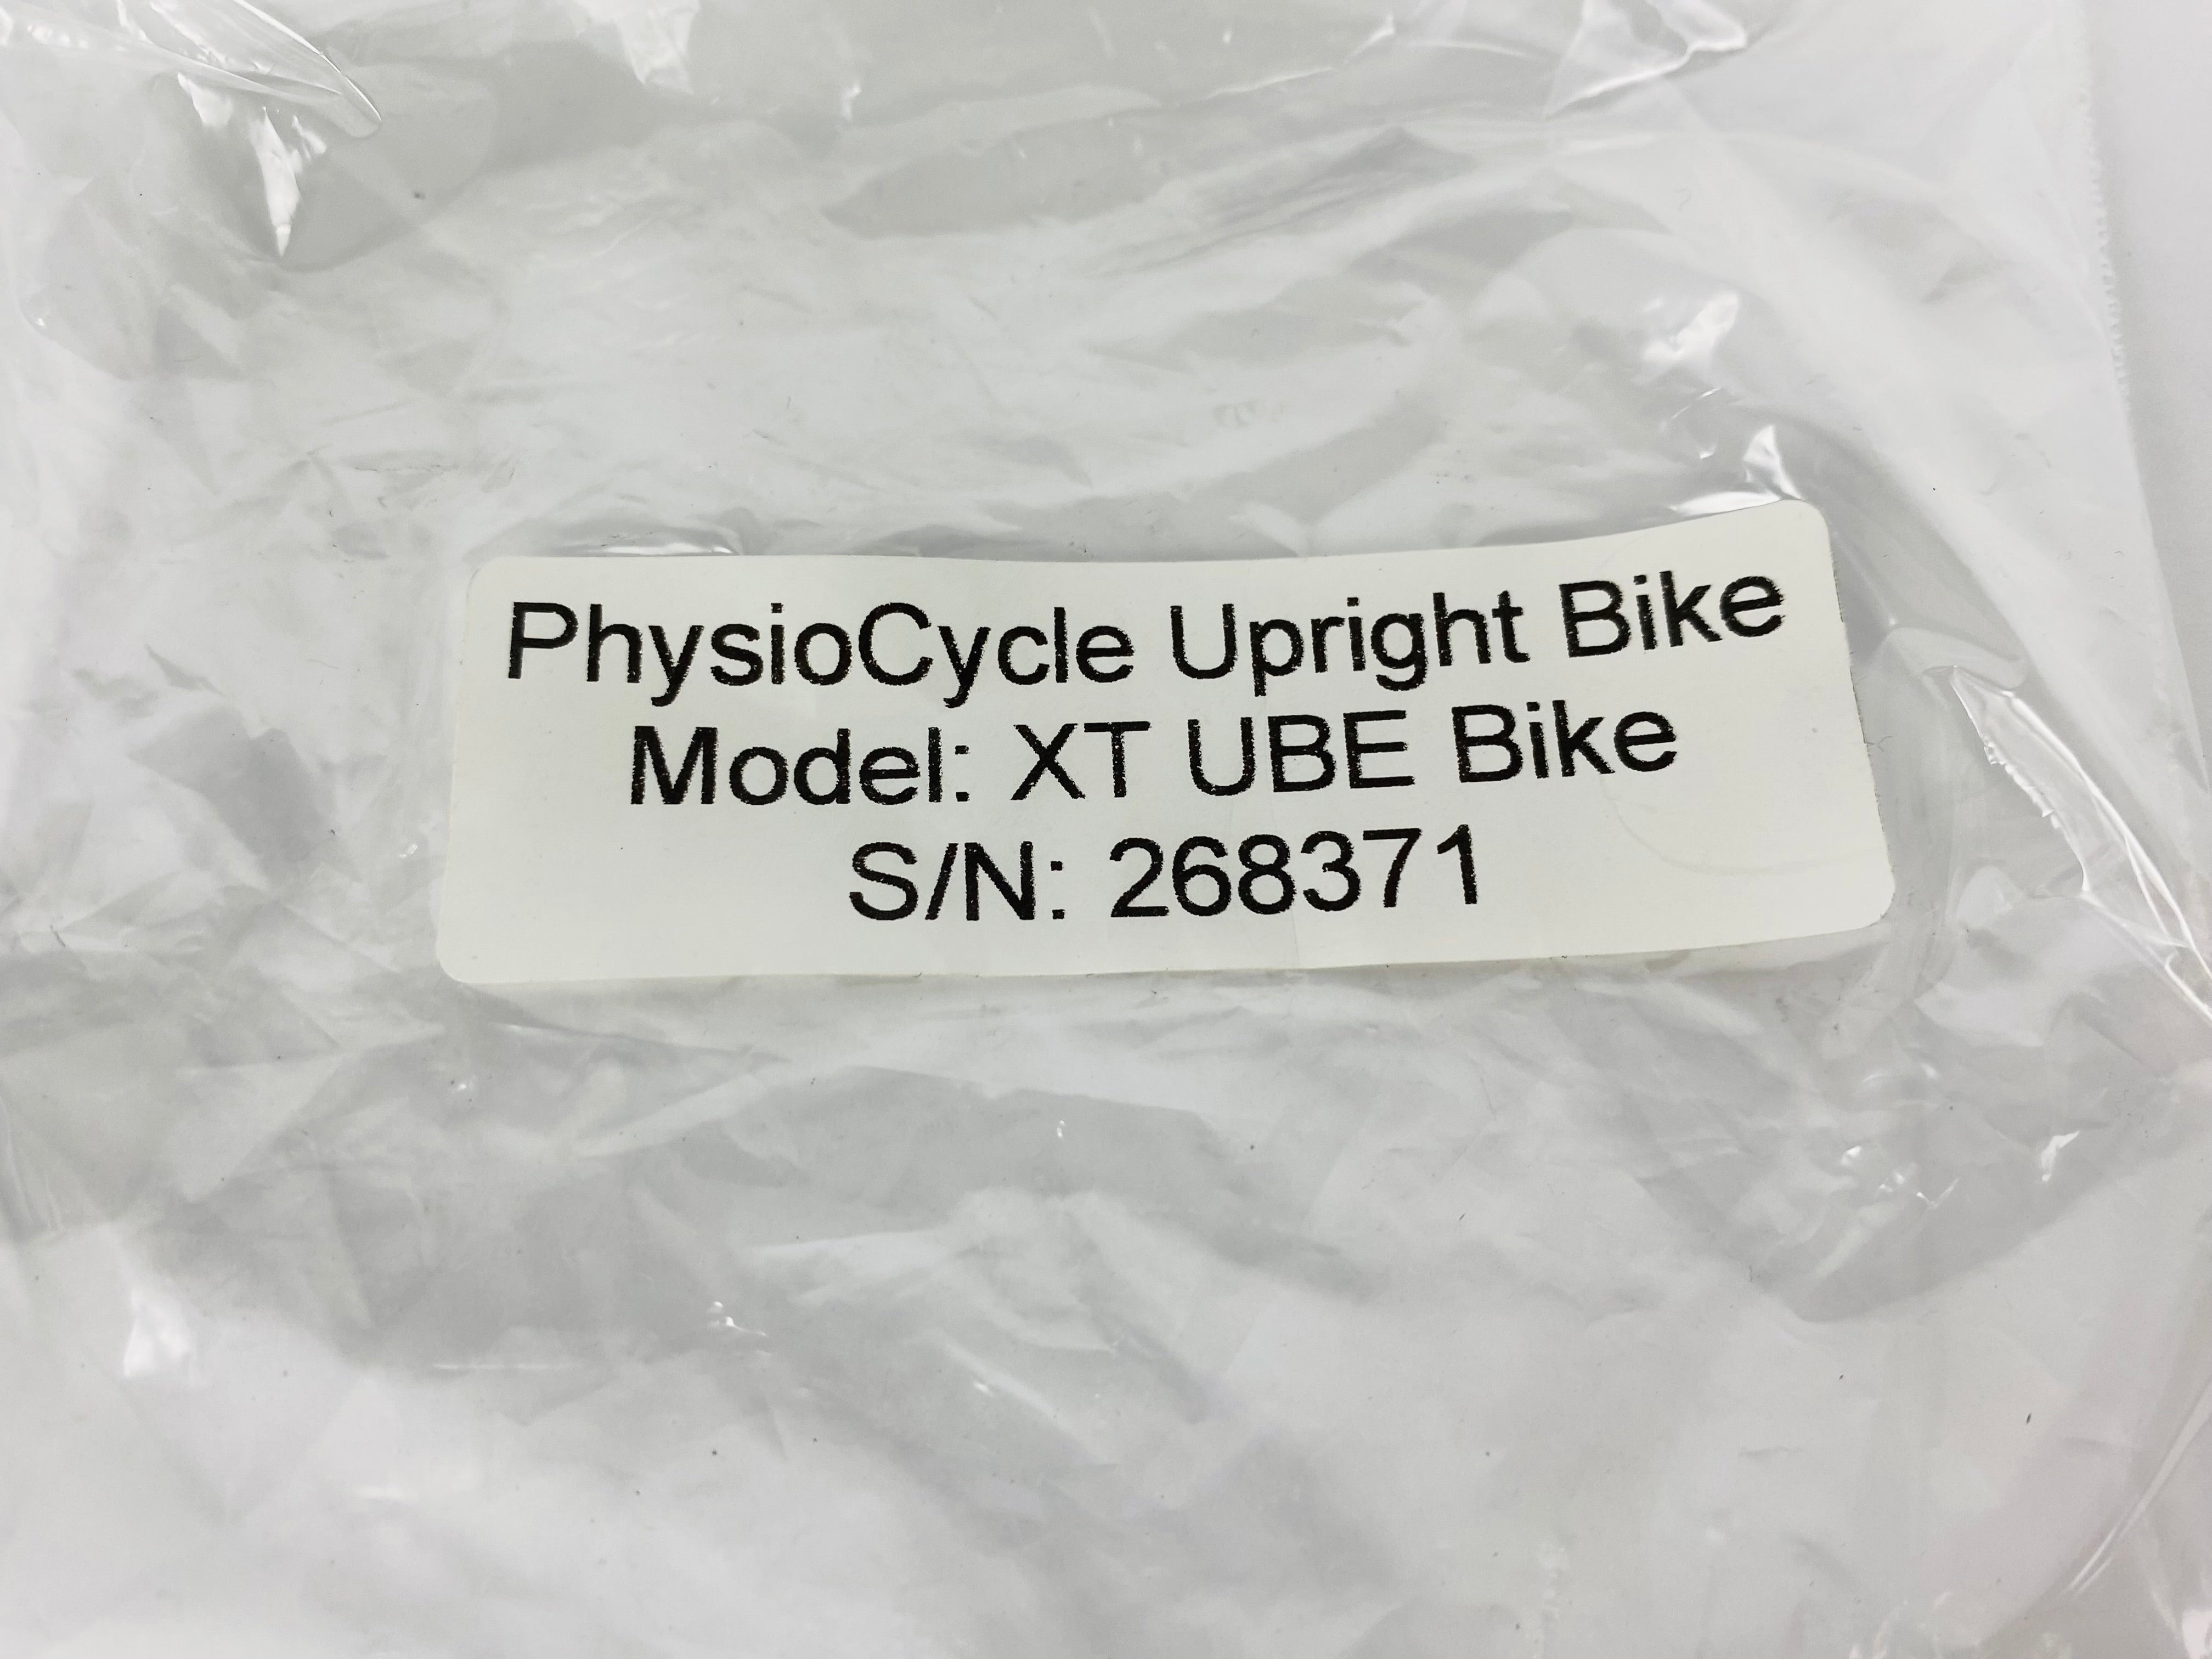 PhysioCycle Upright Bike
Model: XT UBE Bike
S/N: 268371